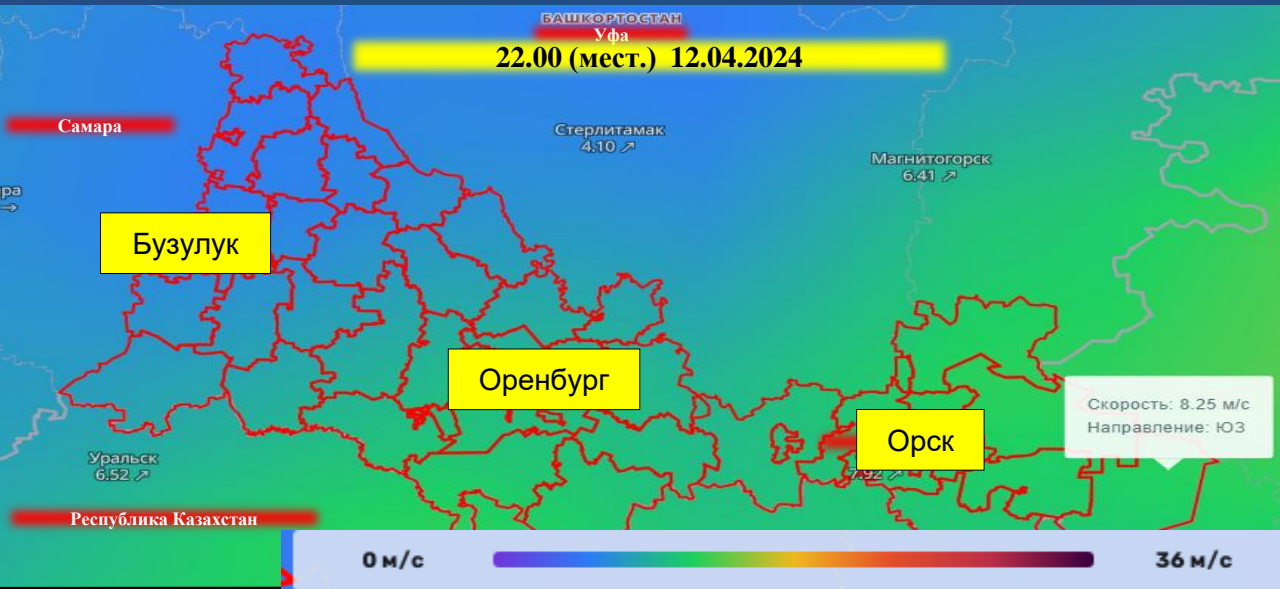 БАШКОРТОСТАН
Уфа
22.00 (мест.) 12.04.2024
Самара
Стерлитамак
4.10 ↗
Магнитогорск
6.41 ↗
ра
→
Бузулук
Оренбург
Скорость: 8.25 м/с
Направление: ЮЗ
Орск
Уральск
6.52 ↗
7.92 ↗
Республика Казахстан
0 м/с
36 м/с